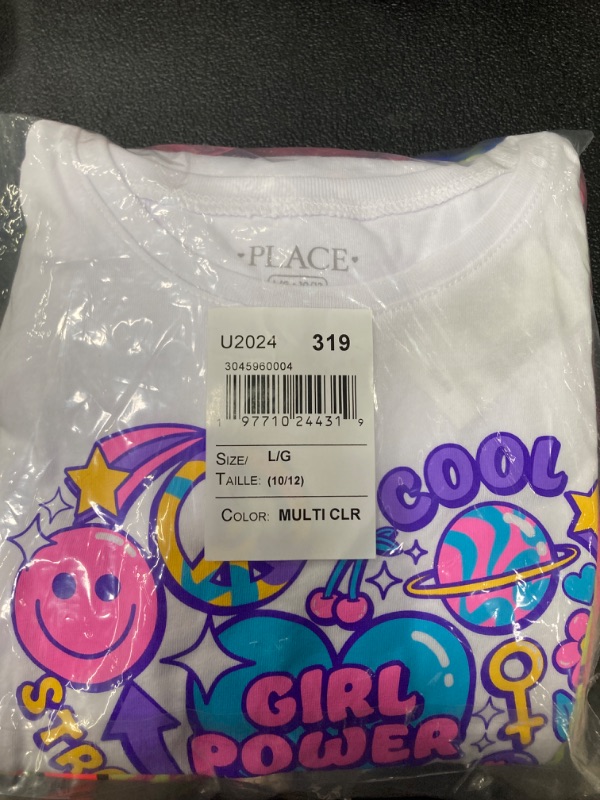 •PLACE•
U2024 319
3045960004
1 97710 24431 9
SIZE/ L/G
TAILLE: (10/12)
COLOR: MULTI CLR
COOL
GIRL
POWER